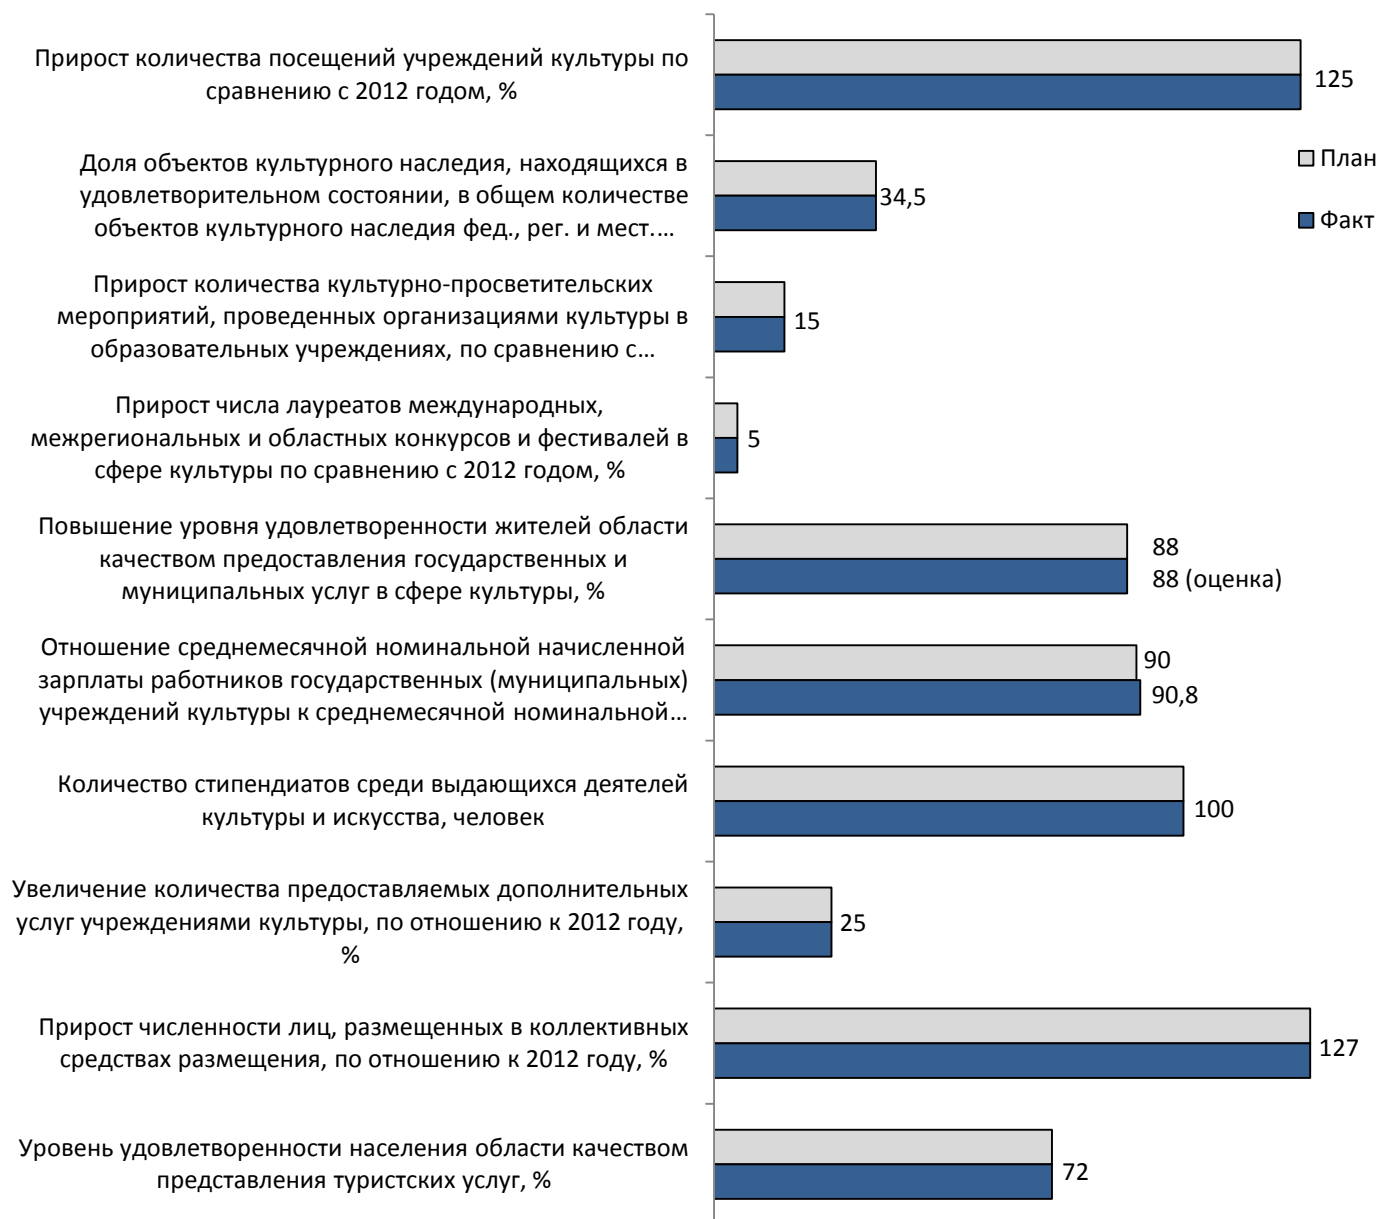 Прирост количества посещений учреждений культуры по
сравнению с 2012 годом, %
125
Доля объектов культурного наследия, находящихся в
удовлетворительном состоянии, в общем количестве
объектов культурного наследия фед., рег. и мест.…
34,5
План
Факт
Прирост количества культурно-просветительских
мероприятий, проведенных организациями культуры в
образовательных учреждениях, по сравнению с…
15
Прирост числа лауреатов международных,
межрегиональных и областных конкурсов и фестивалей в
сфере культуры по сравнению с 2012 годом, %
5
Повышение уровня удовлетворенности жителей области
качеством предоставления государственных и
муниципальных услуг в сфере культуры, %
88
88 (оценка)
Отношение среднемесячной номинальной начисленной
зарплаты работников государственных (муниципальных)
учреждений культуры к среднемесячной номинальной…
90
90,8
Количество стипендиатов среди выдающихся деятелей
культуры и искусства, человек
100
Увеличение количества предоставляемых дополнительных
услуг учреждениями культуры, по отношению к 2012 году,
%
25
Прирост численности лиц, размещенных в коллективных
средствах размещения, по отношению к 2012 году, %
127
Уровень удовлетворенности населения области качеством
представления туристских услуг, %
72